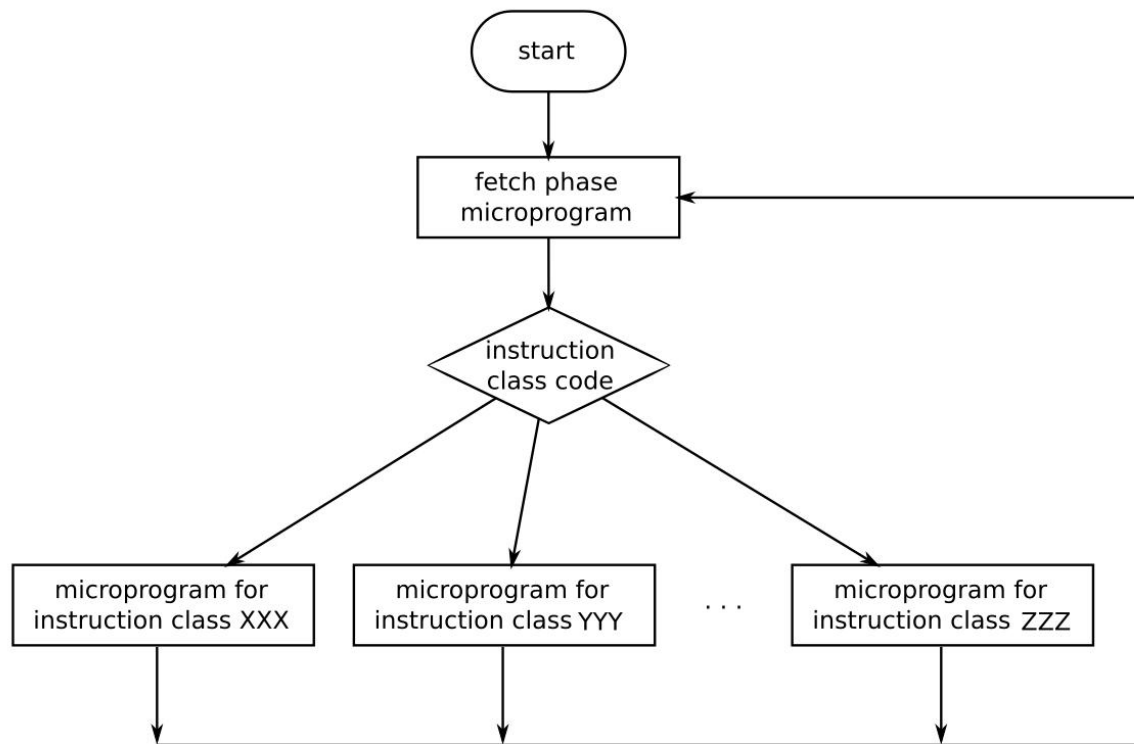 start
fetch phase
microprogram
instruction
class code
microprogram for
instruction class XXX
microprogram for
instruction class YYY
. . .
microprogram for
instruction class ZZZ